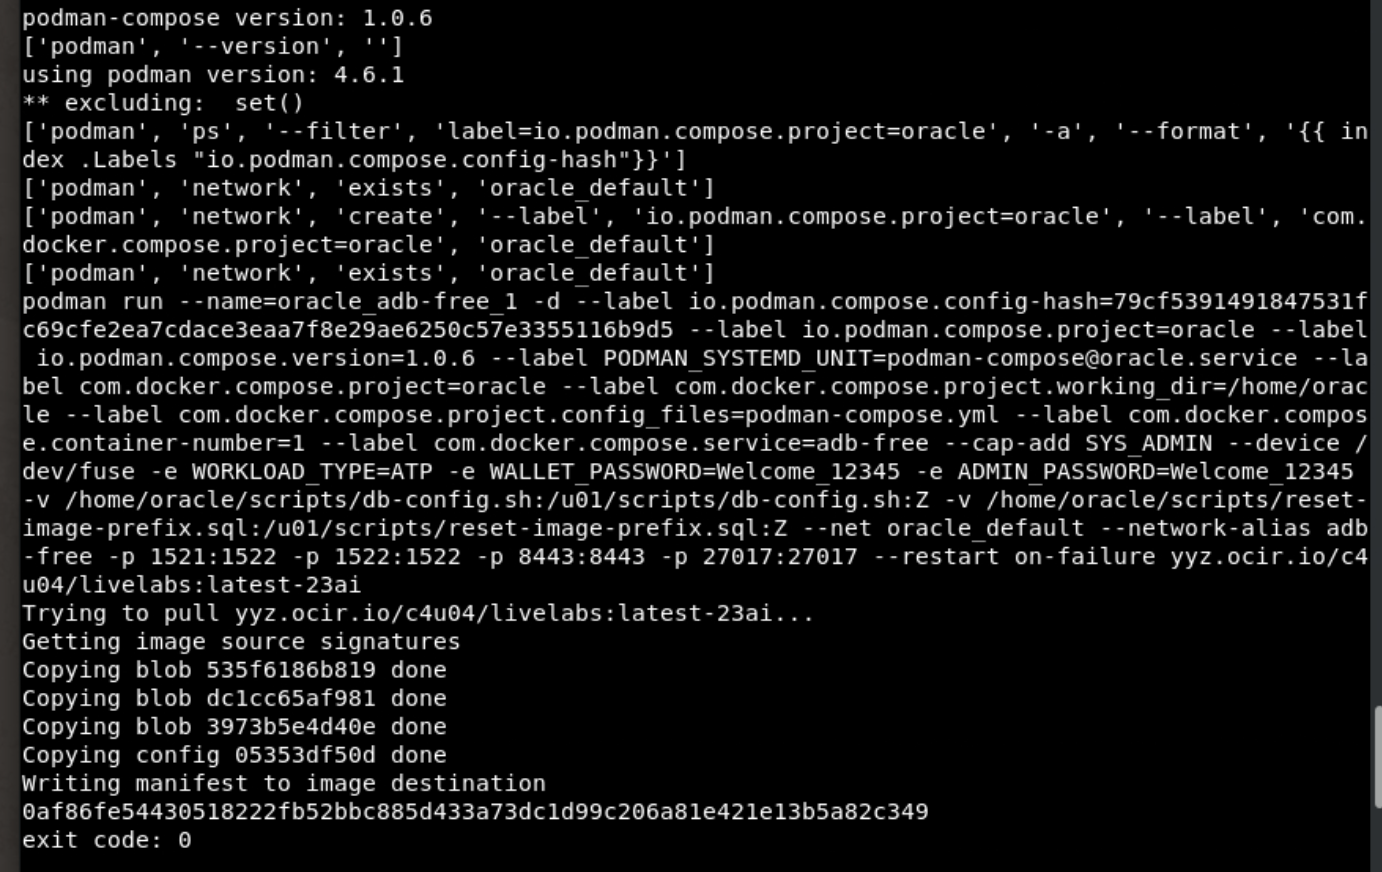 podman-compose version: 1.0.6
['podman', '--version', '']
using podman version: 4.6.1
** excluding:  set()
['podman', 'ps', '--filter', 'label=io.podman.compose.project=oracle', '-a', '--format', '{{ in
dex .Labels "io.podman.compose.config-hash"}}']
['podman', 'network', 'exists', 'oracle_default']
['podman', 'network', 'create', '--label', 'io.podman.compose.project=oracle', '--label', 'com.
docker.compose.project=oracle', 'oracle_default']
['podman', 'network', 'exists', 'oracle_default']
podman run --name=oracle_adb-free_1 -d --label io.podman.compose.config-hash=79cf5391491847531f
c69cfe2ea7cdace3eaa7f8e29ae6250c57e3355116b9d5 --label io.podman.compose.project=oracle --label
 io.podman.compose.version=1.0.6 --label PODMAN_SYSTEMD_UNIT=podman-compose@oracle.service --la
bel com.docker.compose.project=oracle --label com.docker.compose.project.working_dir=/home/orac
le --label com.docker.compose.project.config_files=podman-compose.yml --label com.docker.compos
e.container-number=1 --label com.docker.compose.service=adb-free --cap-add SYS_ADMIN --device /
dev/fuse -e WORKLOAD_TYPE=ATP -e WALLET_PASSWORD=Welcome_12345 -e ADMIN_PASSWORD=Welcome_12345
-v /home/oracle/scripts/db-config.sh:/u01/scripts/db-config.sh:Z -v /home/oracle/scripts/reset-
image-prefix.sql:/u01/scripts/reset-image-prefix.sql:Z --net oracle_default --network-alias adb
-free -p 1521:1522 -p 1522:1522 -p 8443:8443 -p 27017:27017 --restart on-failure yyz.ocir.io/c4
u04/livelabs:latest-23ai
Trying to pull yyz.ocir.io/c4u04/livelabs:latest-23ai...
Getting image source signatures
Copying blob 535f6186b819 done
Copying blob dc1cc65af981 done
Copying blob 3973b5e4d40e done
Copying config 05353df50d done
Writing manifest to image destination
0af86fe54430518222fb52bbc885d433a73dc1d99c206a81e421e13b5a82c349
exit code: 0